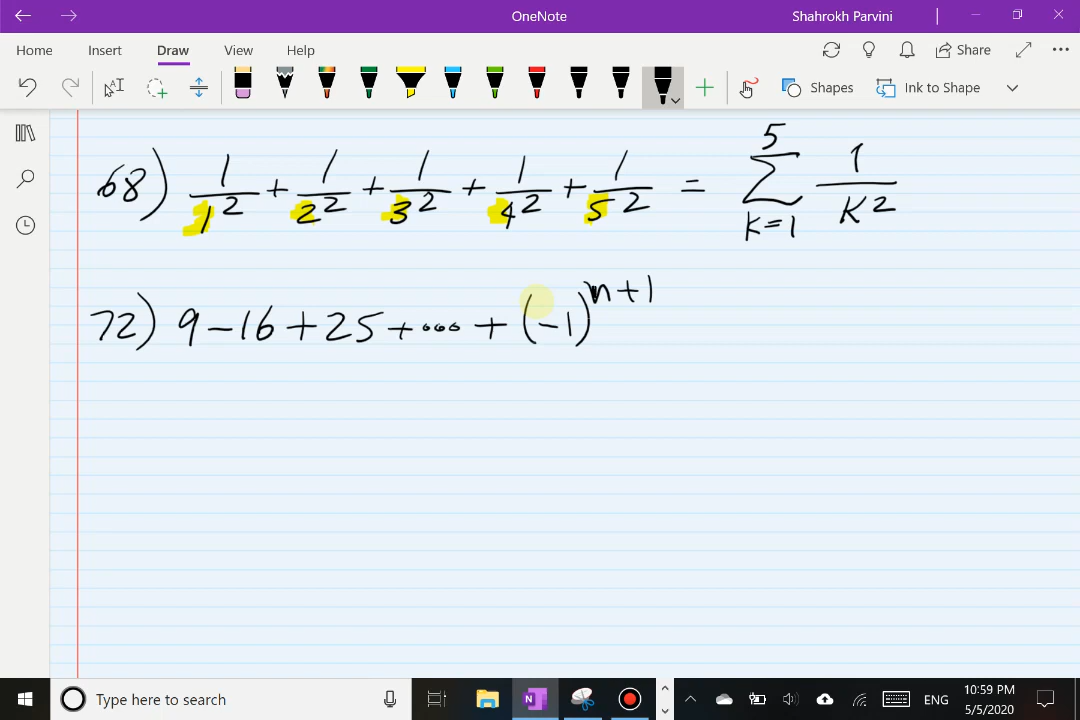 OneNote
Shahrokh Parvini
Home Insert Draw View Help
Share
Shapes Ink to Shape
68) 1/1² + 1/2² + 1/3² + 1/4² + 1/5² = 5 ∑ k=1 1/K²
72) 9 - 16 + 25 + ... + (-1)^(n+1)
Type here to search
ENG
10:59 PM
5/5/2020